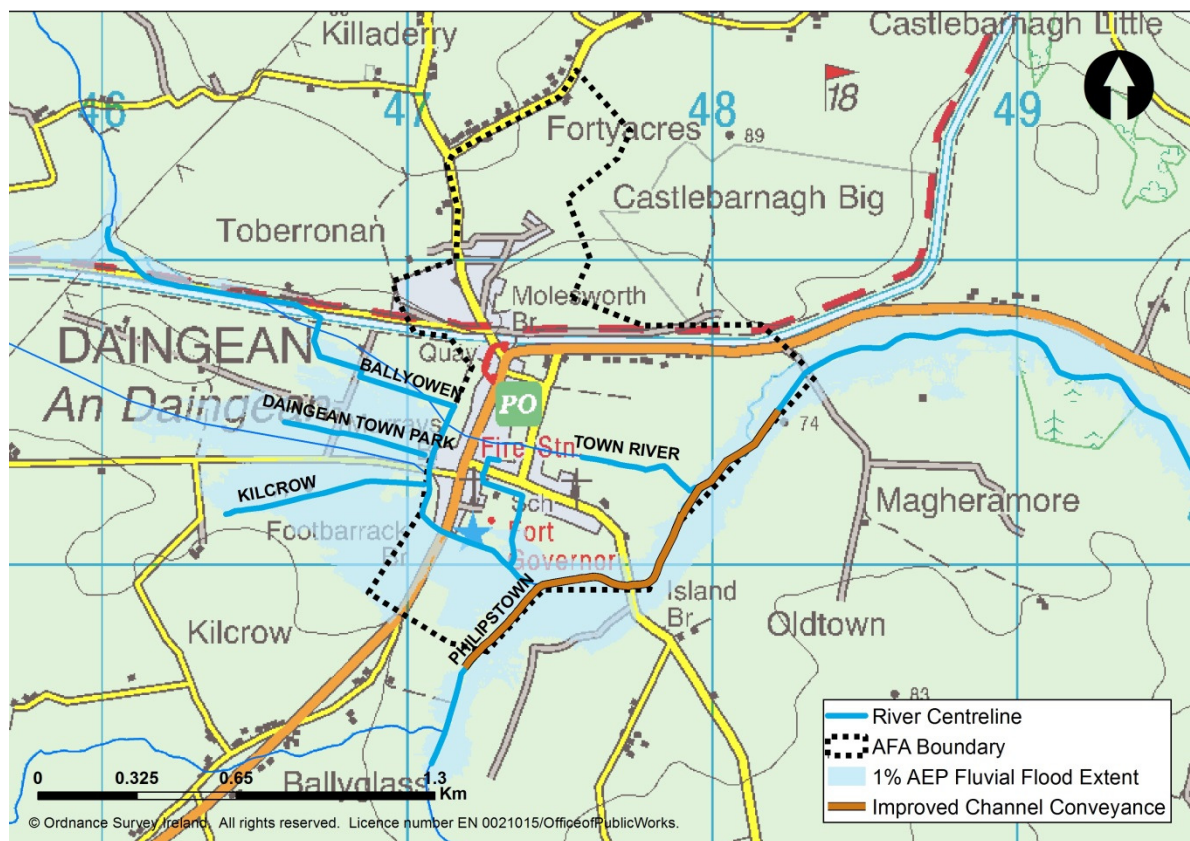 Killaderry
Castlebarnagh Little
46
47
48
49
18
Fortyacres
89
Castlebarnagh Big
Toberronan
Molesworth
Br
DAINGEAN
An Daingean
Quay
BALLYOWEN
PO
DAINGEAN TOWN PARK
Fire Stn
TOWN RIVER
74
KILCROW
Sch
Magheramore
Footbarrack
Br
Fort
Governor
PHILIPSTOWN
Island
Br
Oldtown
Kilcrow
83
Ballyglass
0 0.325 0.65 1.3
Km
River Centreline
AFA Boundary
1% AEP Fluvial Flood Extent
Improved Channel Conveyance
© Ordnance Survey Ireland. All rights reserved. Licence number EN 0021015/OfficeofPublicWorks.